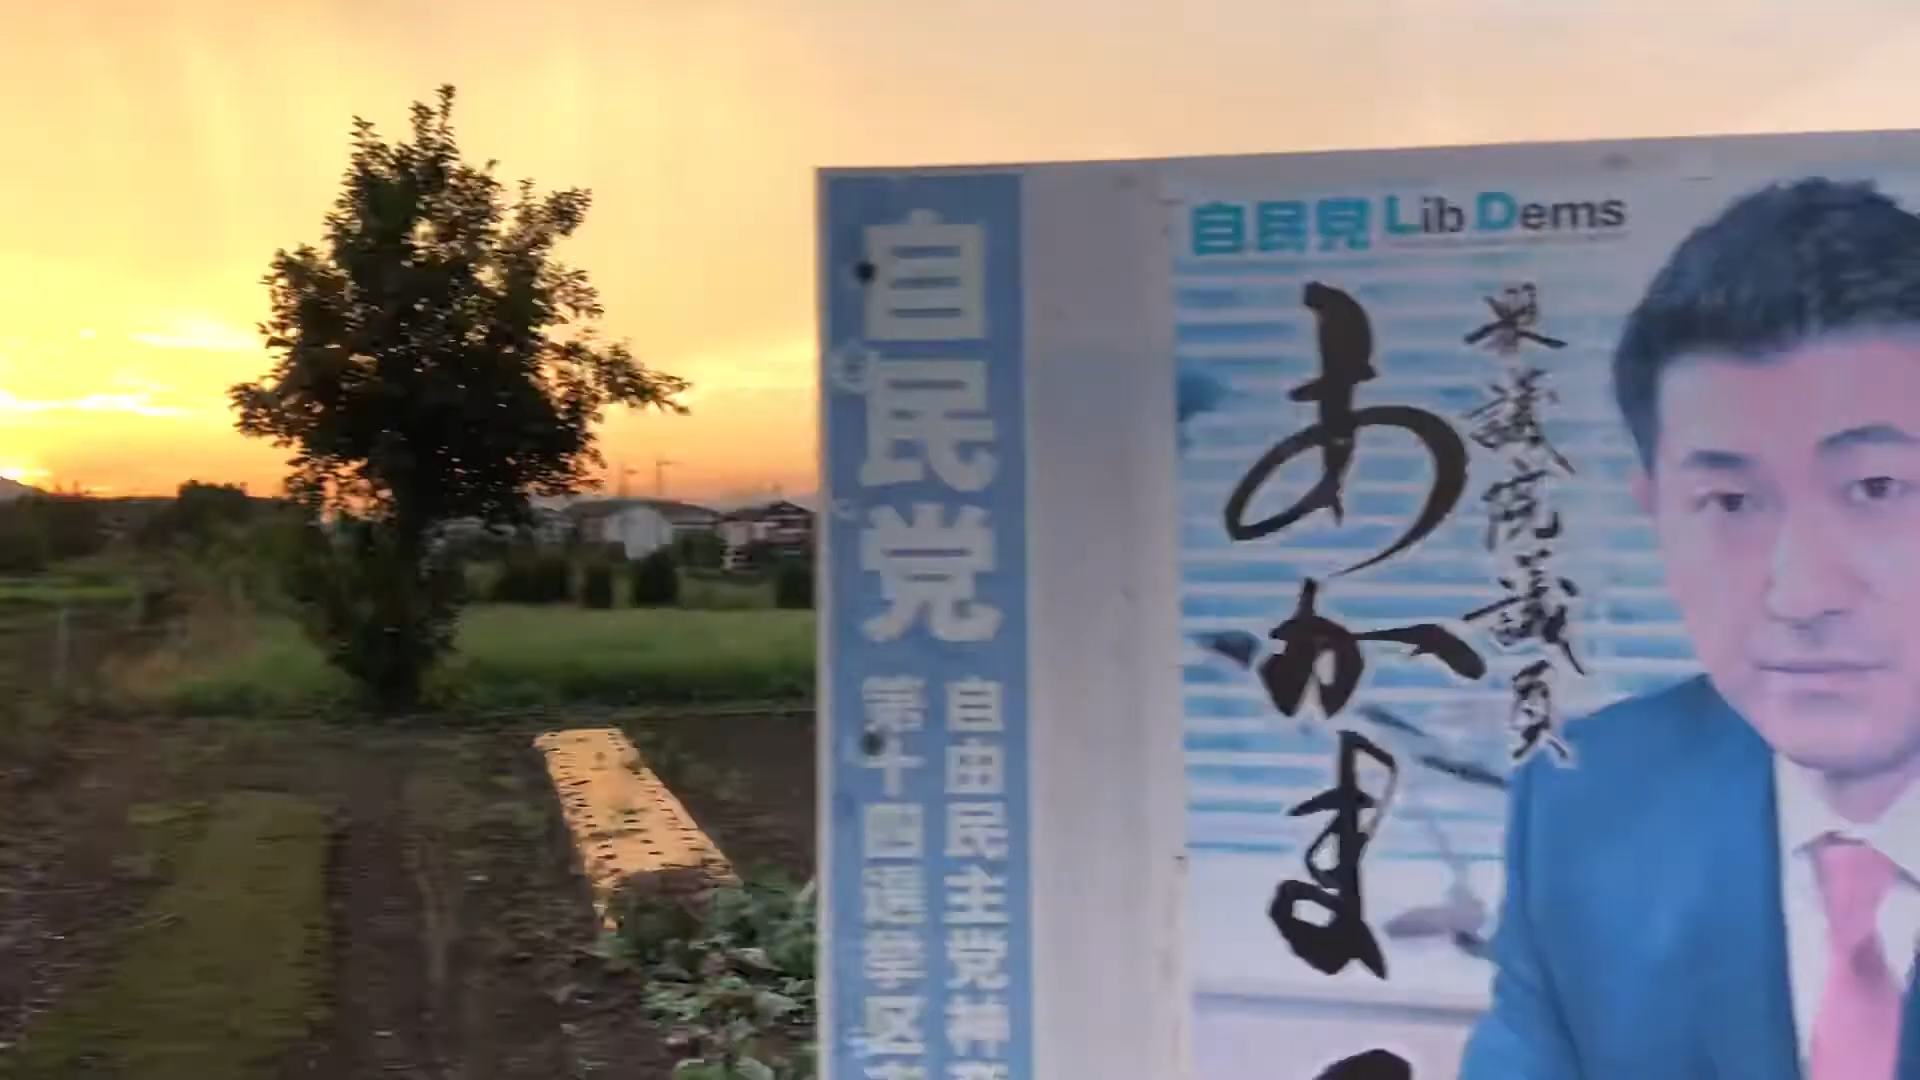 自民党
自由民主党神
第十四選挙区
自民党 Lib Dems
衆議院議員
あかま